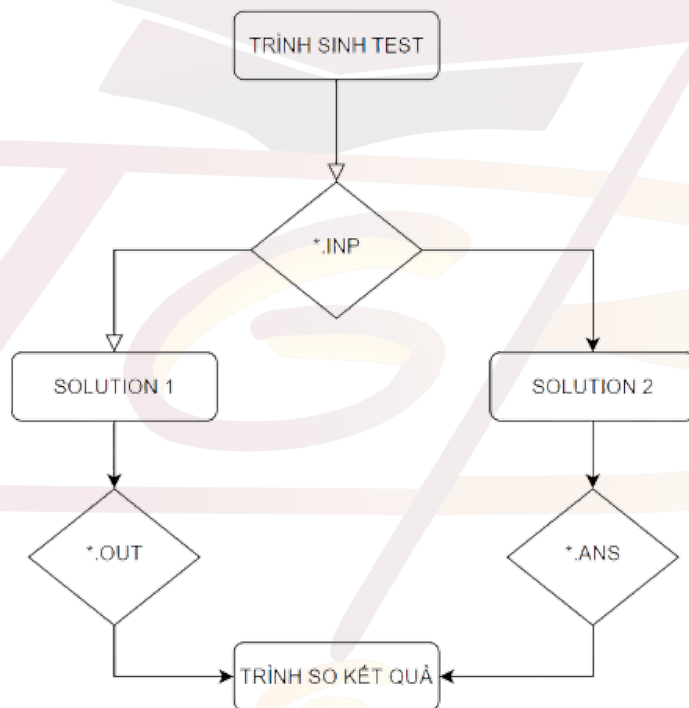 TRÌNH SINH TEST
*.INP
SOLUTION 1
SOLUTION 2
*.OUT
*.ANS
TRÌNH SO KẾT QUẢ